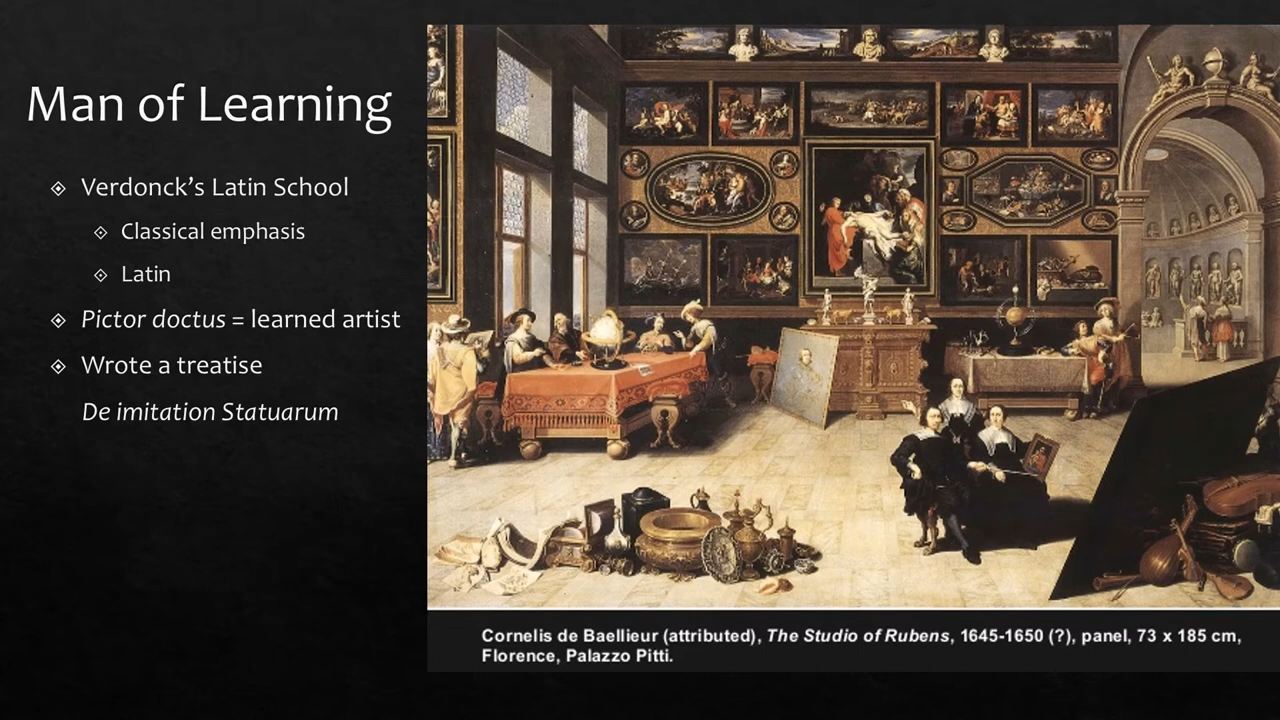 Man of Learning
Verdonck’s Latin School
Classical emphasis
Latin
Pictor doctus = learned artist
Wrote a treatise
De imitation Statuarum
Cornelis de Baellieur (attributed), The Studio of Rubens, 1645-1650 (?), panel, 73 x 185 cm,
Florence, Palazzo Pitti.